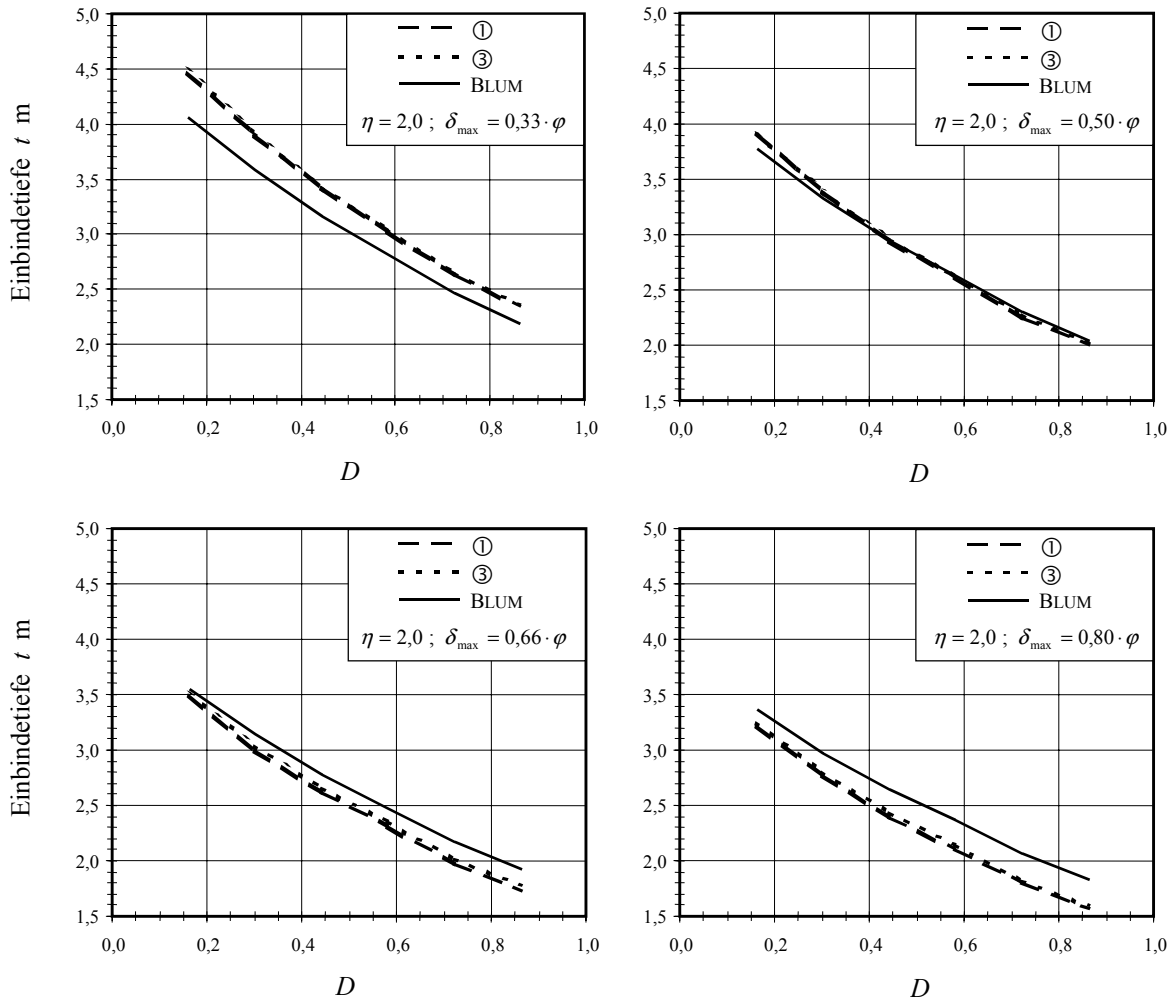 Einbindetiefe t m
5,0
4,5
4,0
3,5
3,0
2,5
2,0
1,5
0,0 0,2 0,4 0,6 0,8 1,0
D
①
③
BLUM
η = 2,0 ; δmax = 0,33 · φ
5,0
4,5
4,0
3,5
3,0
2,5
2,0
1,5
0,0 0,2 0,4 0,6 0,8 1,0
D
①
③
BLUM
η = 2,0 ; δmax = 0,50 · φ
Einbindetiefe t m
5,0
4,5
4,0
3,5
3,0
2,5
2,0
1,5
0,0 0,2 0,4 0,6 0,8 1,0
D
①
③
BLUM
η = 2,0 ; δmax = 0,66 · φ
5,0
4,5
4,0
3,5
3,0
2,5
2,0
1,5
0,0 0,2 0,4 0,6 0,8 1,0
D
①
③
BLUM
η = 2,0 ; δmax = 0,80 · φ